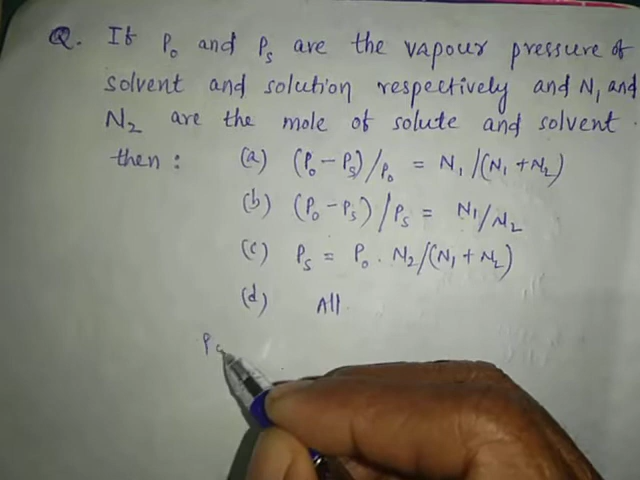 Q. If P₀ and Pₛ are the vapour pressure of
solvent and solution respectively and N₁ and
N₂ are the mole of solute and solvent.
then : (a) (P₀ - Pₛ)/P₀ = N₁/(N₁ + N₂)
(b) (P₀ - Pₛ) / Pₛ = N₁/N₂
(c) Pₛ = P₀ . N₂/(N₁ + N₂)
(d) All